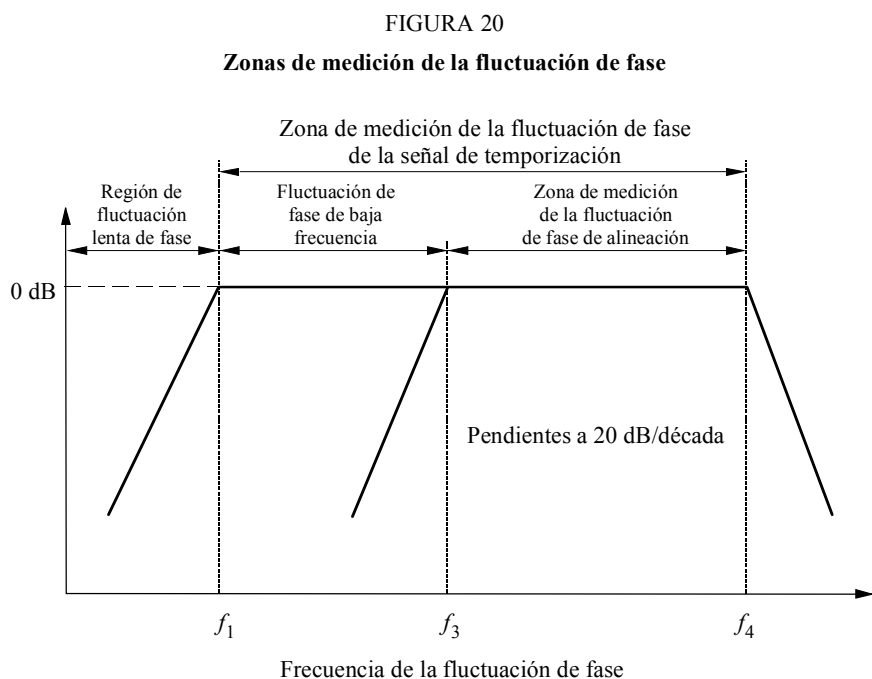 FIGURA 20
Zonas de medición de la fluctuación de fase
Zona de medición de la fluctuación de fase
de la señal de temporización
Región de
fluctuación
lenta de fase
Fluctuación de
fase de baja
frecuencia
Zona de medición
de la fluctuación
de fase de alineación
0 dB
Pendientes a 20 dB/década
f1
f3
f4
Frecuencia de la fluctuación de fase